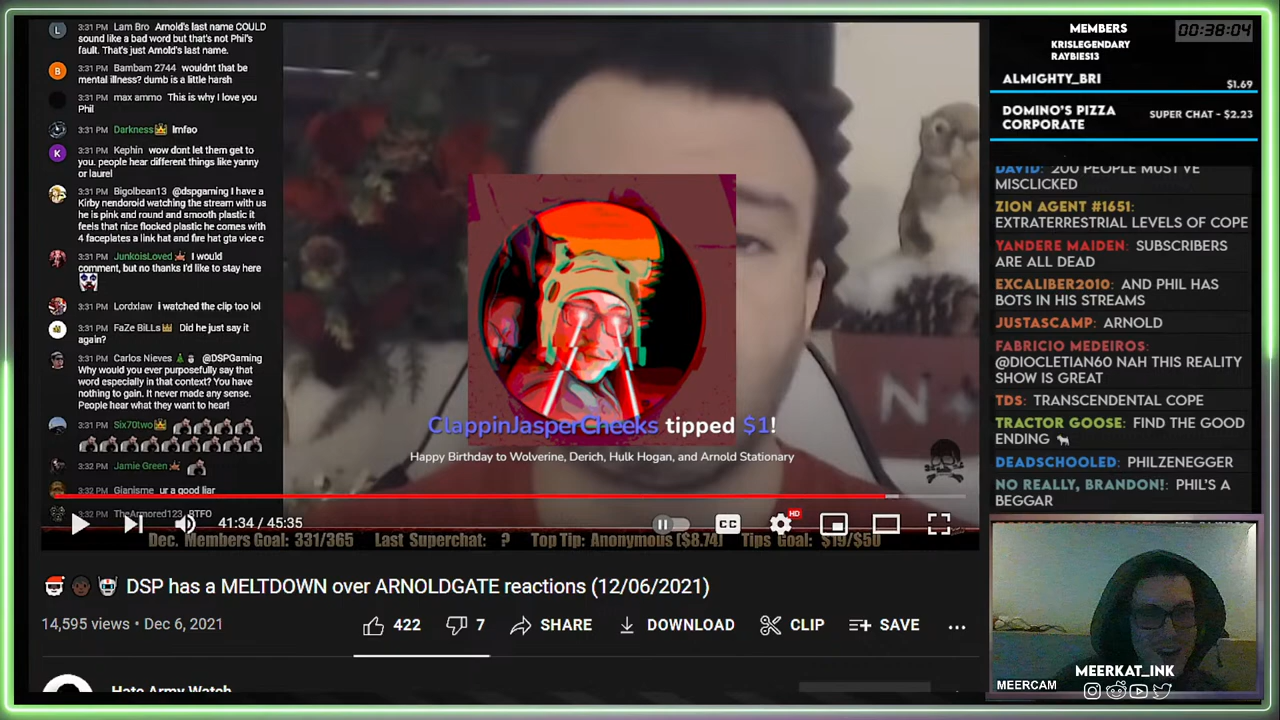 3:31 PM Lam Bro Arnold's last name COULD
sound like a bad word but that's not Phil's
fault. That's just Arnold's last name.
3:31 PM Bambam 2744 wouldnt that be
mental illness? dumb is a little harsh
3:31 PM max ammo This is why I love you
Phil
3:31 PM Darkness lmfao
3:31 PM Kephin wow dont let them get to
you. people hear different things like yanny
or laurel
3:31 PM Bigolbean13 @dspgaming I have a
Kirby nendoroid watching the stream with us
he is pink and round and smooth plastic it
feels that nice flocked plastic he comes with
4 faceplates a link hat and fire hat gta vice c
3:31 PM JunkoisLoved I would
comment, but no thanks I'd like to stay here
3:31 PM Lordxlaw i watched the clip too lol
3:31 PM FaZe BiLLs Did he just say it
again?
3:31 PM Carlos Nieves @DSPGaming
Why would you ever purposefully say that
word especially in that context? You have
nothing to gain. It never made any sense.
People hear what they want to hear!
3:31 PM Six70two
3:32 PM Jamie Green
3:32 PM Gianisme ur a good liar
3:32 PM TheArmored123 BTFO
ClappinJasperCheeks tipped $1!
Happy Birthday to Wolverine, Derich, Hulk Hogan, and Arnold Stationary
41:34 / 45:35
CC
HD
Dec. Members Goal: 331/365 Last Superchat: ? Top Tip: Anonymous ($8.74) Tips Goal: $19/$50
DSP has a MELTDOWN over ARNOLDGATE reactions (12/06/2021)
14,595 views • Dec 6, 2021
422
7
SHARE
DOWNLOAD
CLIP
SAVE
Hate Army Watch
MEMBERS
00:38:04
KRISLEGENDARY
RAYBIES13
ALMIGHTY_BRI $1.69
DOMINO'S PIZZA
CORPORATE
SUPER CHAT - $2.23
DAVID: 200 PEOPLE MUST'VE
MISCLICKED
ZION AGENT #1651:
EXTRATERRESTRIAL LEVELS OF COPE
YANDERE MAIDEN: SUBSCRIBERS
ARE ALL DEAD
EXCALIBER2010: AND PHIL HAS
BOTS IN HIS STREAMS
JUSTASCAMP: ARNOLD
FABRICIO MEDEIROS:
@DIOCLETIAN60 NAH THIS REALITY
SHOW IS GREAT
TDS: TRANSCENDENTAL COPE
TRACTOR GOOSE: FIND THE GOOD
ENDING
DEADSCHOOLED: PHILZENEGGER
NO REALLY, BRANDON!: PHIL'S A
BEGGAR
MEERKAT_INK
MEERCAM